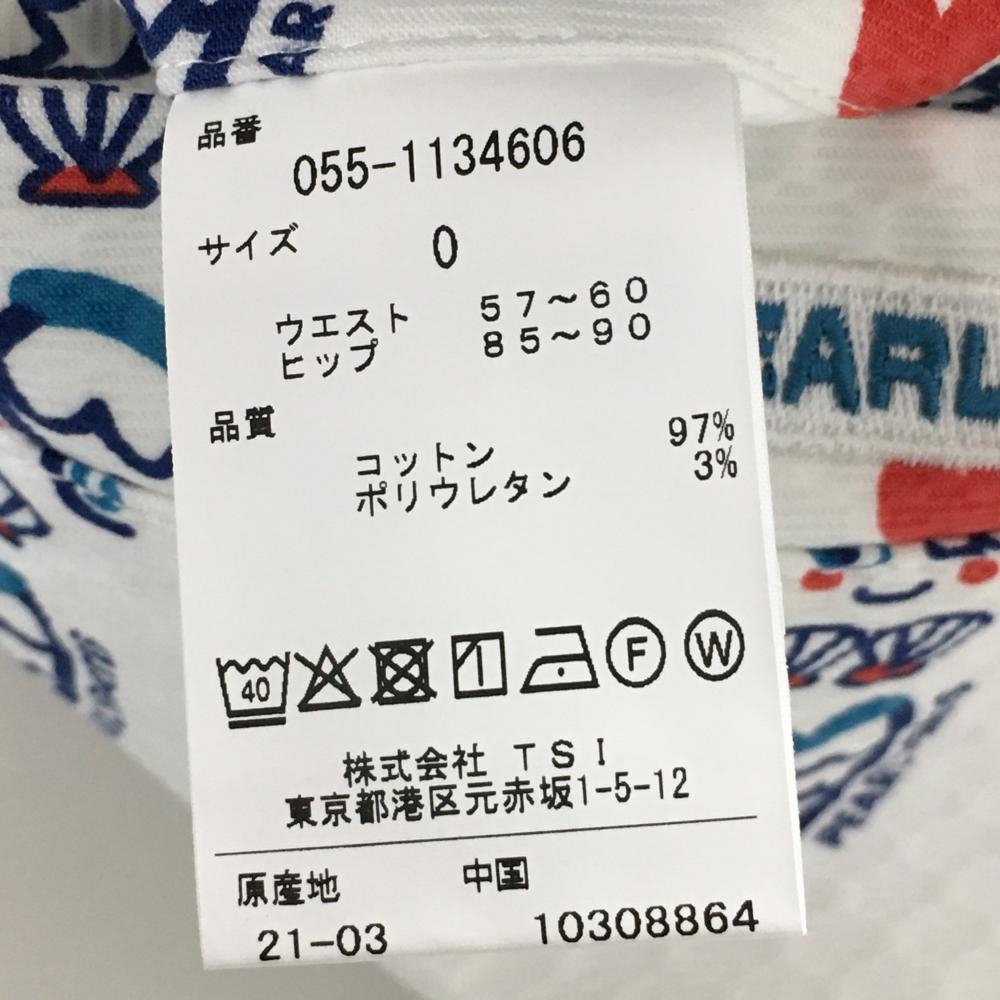 品番
055-1134606
サイズ 0
ウエスト 57～60
ヒップ 85～90
品質
コットン 97%
ポリウレタン 3%
40
F W
株式会社 TSI
東京都港区元赤坂1-5-12
原産地 中国
21-03 10308864